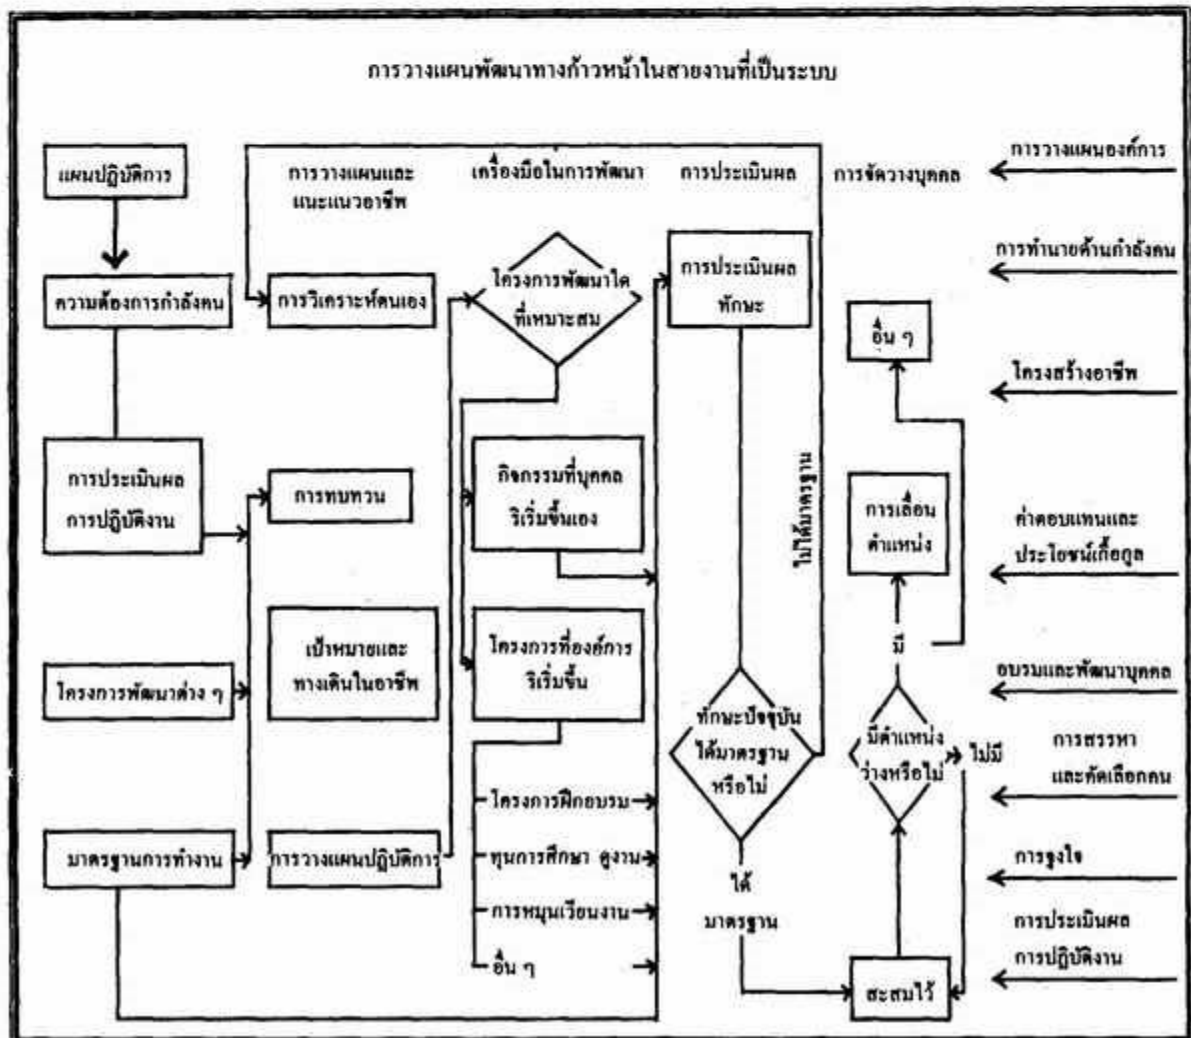 การวางแผนพัฒนาทางก้าวหน้าในสายงานที่เป็นระบบ
แผนปฏิบัติการ
ความต้องการกำลังคน
การประเมินผล
การปฏิบัติงาน
โครงการพัฒนาต่าง ๆ
มาตรฐานการทำงาน
การวางแผนและ
แนะแนวอาชีพ
การวิเคราะห์ตนเอง
การทบทวน
เป้าหมายและ
ทางเดินในอาชีพ
การวางแผนปฏิบัติการ
เครื่องมือในการพัฒนา
โครงการพัฒนาใด
ที่เหมาะสม
กิจกรรมที่บุคคล
ริเริ่มขึ้นเอง
โครงการที่องค์การ
ริเริ่มขึ้น
โครงการฝึกอบรม
ทุนการศึกษา ดูงาน
การหมุนเวียนงาน
อื่น ๆ
การประเมินผล
การประเมินผล
ทักษะ
ไม่ได้มาตรฐาน
ทักษะปัจจุบัน
ได้มาตรฐาน
หรือไม่
ได้
มาตรฐาน
การจัดวางบุคคล
อื่น ๆ
การเลื่อน
ตำแหน่ง
มี
มีตำแหน่ง
ว่างหรือไม่
ไม่มี
สะสมไว้
การวางแผนองค์การ
การทำนายด้านกำลังคน
โครงสร้างอาชีพ
ค่าตอบแทนและ
ประโยชน์เกื้อกูล
อบรมและพัฒนาบุคคล
การสรรหา
และคัดเลือกคน
การจูงใจ
การประเมินผล
การปฏิบัติงาน